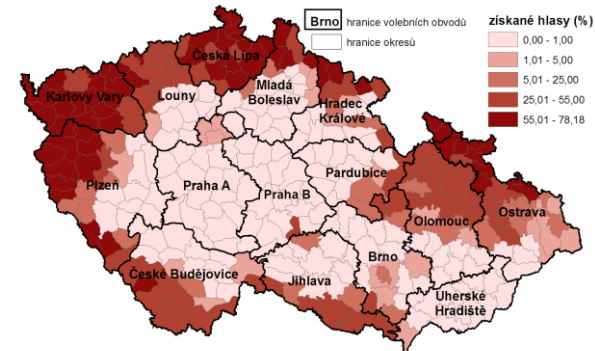 Brno hranice volebních obvodů
hranice okresů
získané hlasy (%)
0,00 - 1,00
1,01 - 5,00
5,01 - 25,00
25,01 - 55,00
55,01 - 78,18
Česká Lípa
Karlovy Vary
Louny
Mladá
Boleslav
Hradec
Králové
Plzeň
Praha A
Praha B
Pardubice
Olomouc
Ostrava
České Budějovice
Jihlava
Brno
Uherské
Hradiště